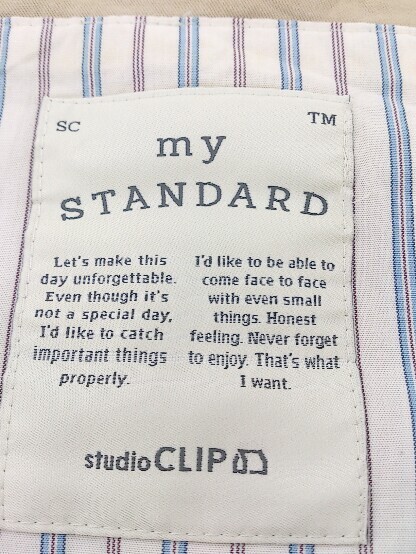 SC
TM
my
STANDARD
Let's make this
day unforgettable.
Even though it's
not a special day,
I'd like to catch
important things
properly.
I'd like to be able to
come face to face
with even small
things. Honest
feeling. Never forget
to enjoy. That's what
I want.
studio CLIP